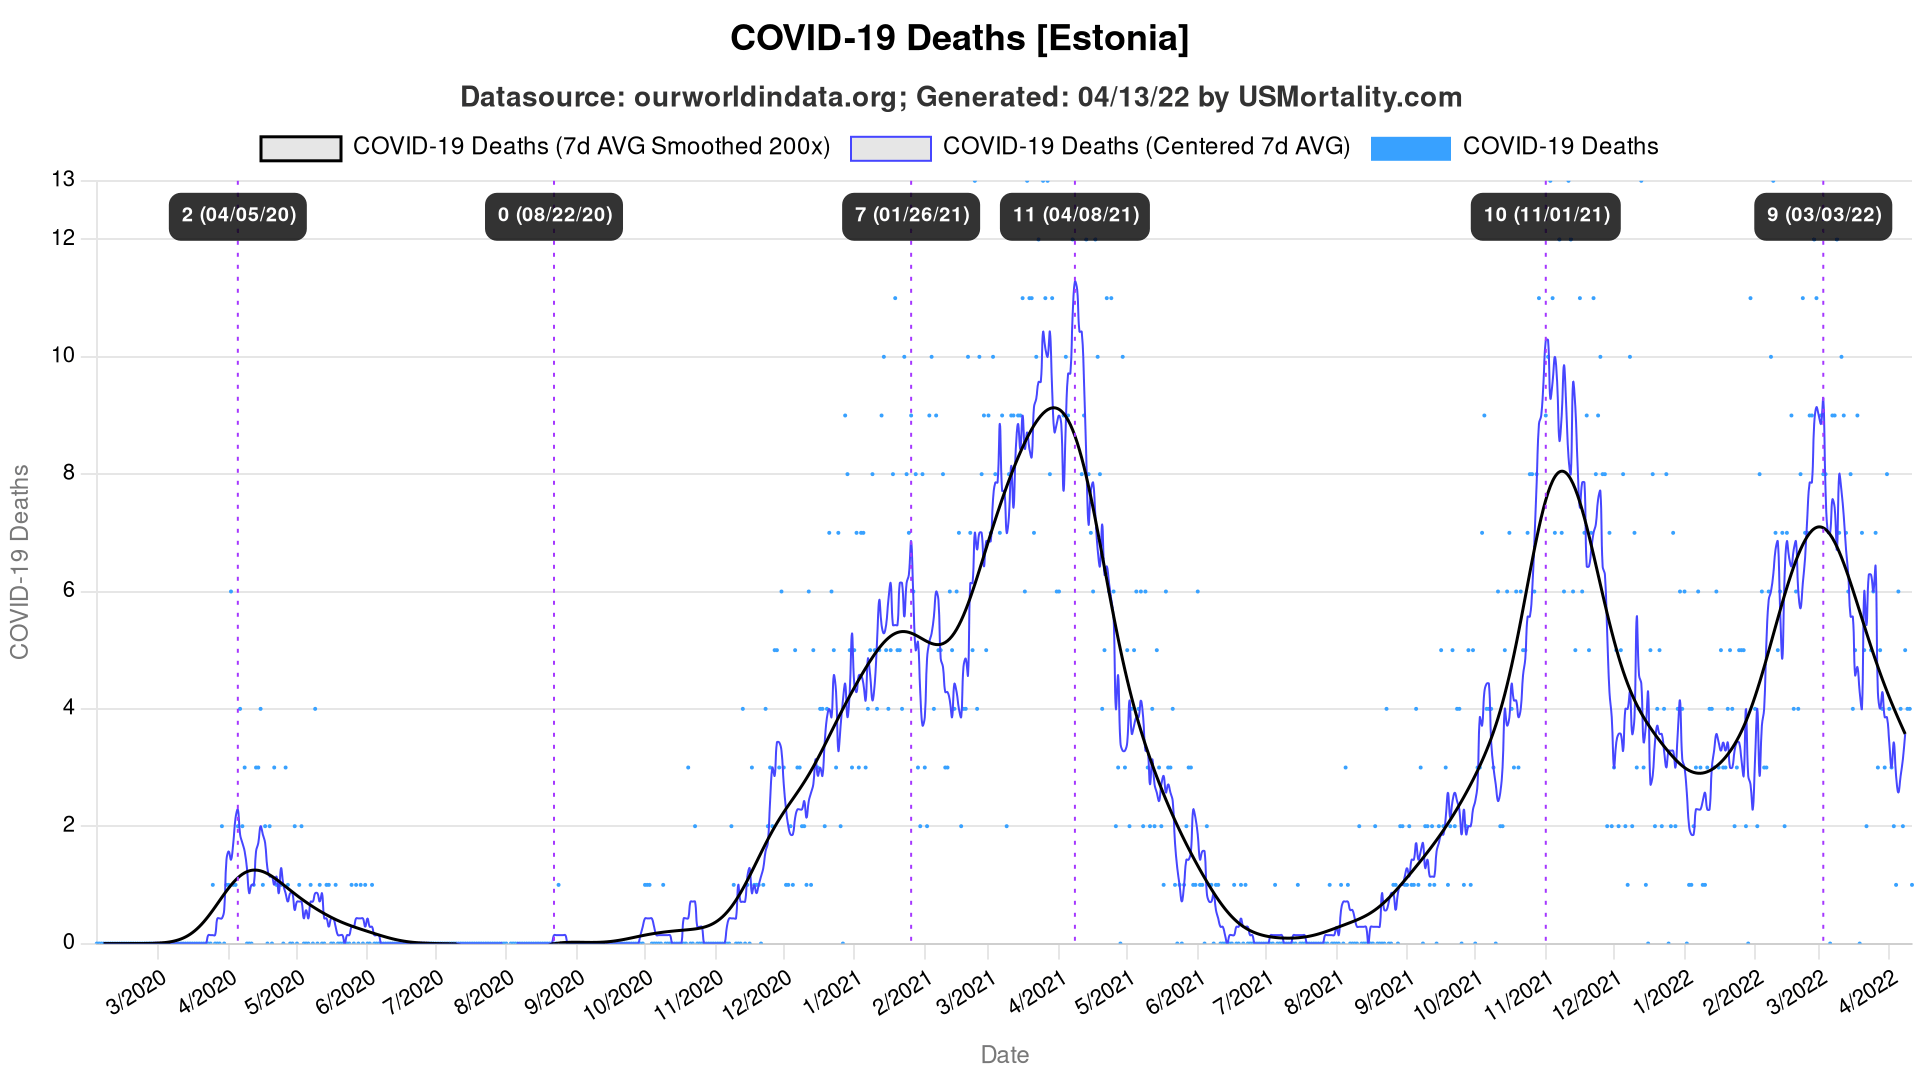 COVID-19 Deaths [Estonia]
Datasource: ourworldindata.org; Generated: 04/13/22 by USMortality.com
COVID-19 Deaths (7d AVG Smoothed 200x) COVID-19 Deaths (Centered 7d AVG) COVID-19 Deaths
13
2 (04/05/20) 0 (08/22/20) 7 (01/26/21) 11 (04/08/21) 10 (11/01/21) 9 (03/03/22)
12
10
8
6
4
2
0
COVID-19 Deaths
3/2020 4/2020 5/2020 6/2020 7/2020 8/2020 9/2020 10/2020 11/2020 12/2020 1/2021 2/2021 3/2021 4/2021 5/2021 6/2021 7/2021 8/2021 9/2021 10/2021 11/2021 12/2021 1/2022 2/2022 3/2022 4/2022
Date